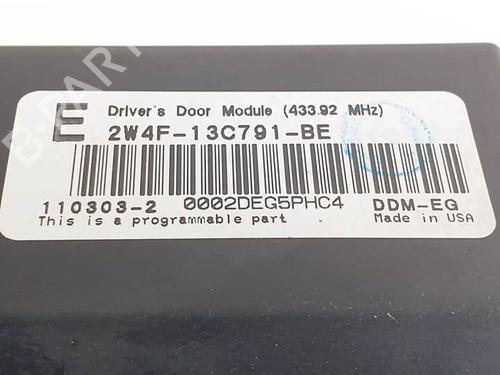 E
Driver's Door Module (433.92 MHz)
2W4F-13C791-BE
110303-2 0002DEG5PHC4 DDM-EG
This is a programmable part Made in USA
B-PARTS